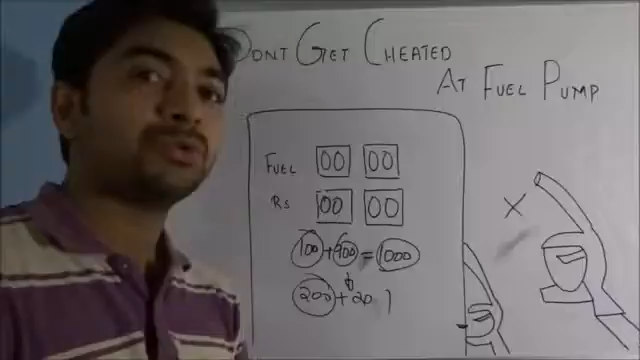 DONT GET CHEATED
AT FUEL PUMP
FUEL 00 00
RS 00 00
100 + 900 = 1000
200 + 20
X